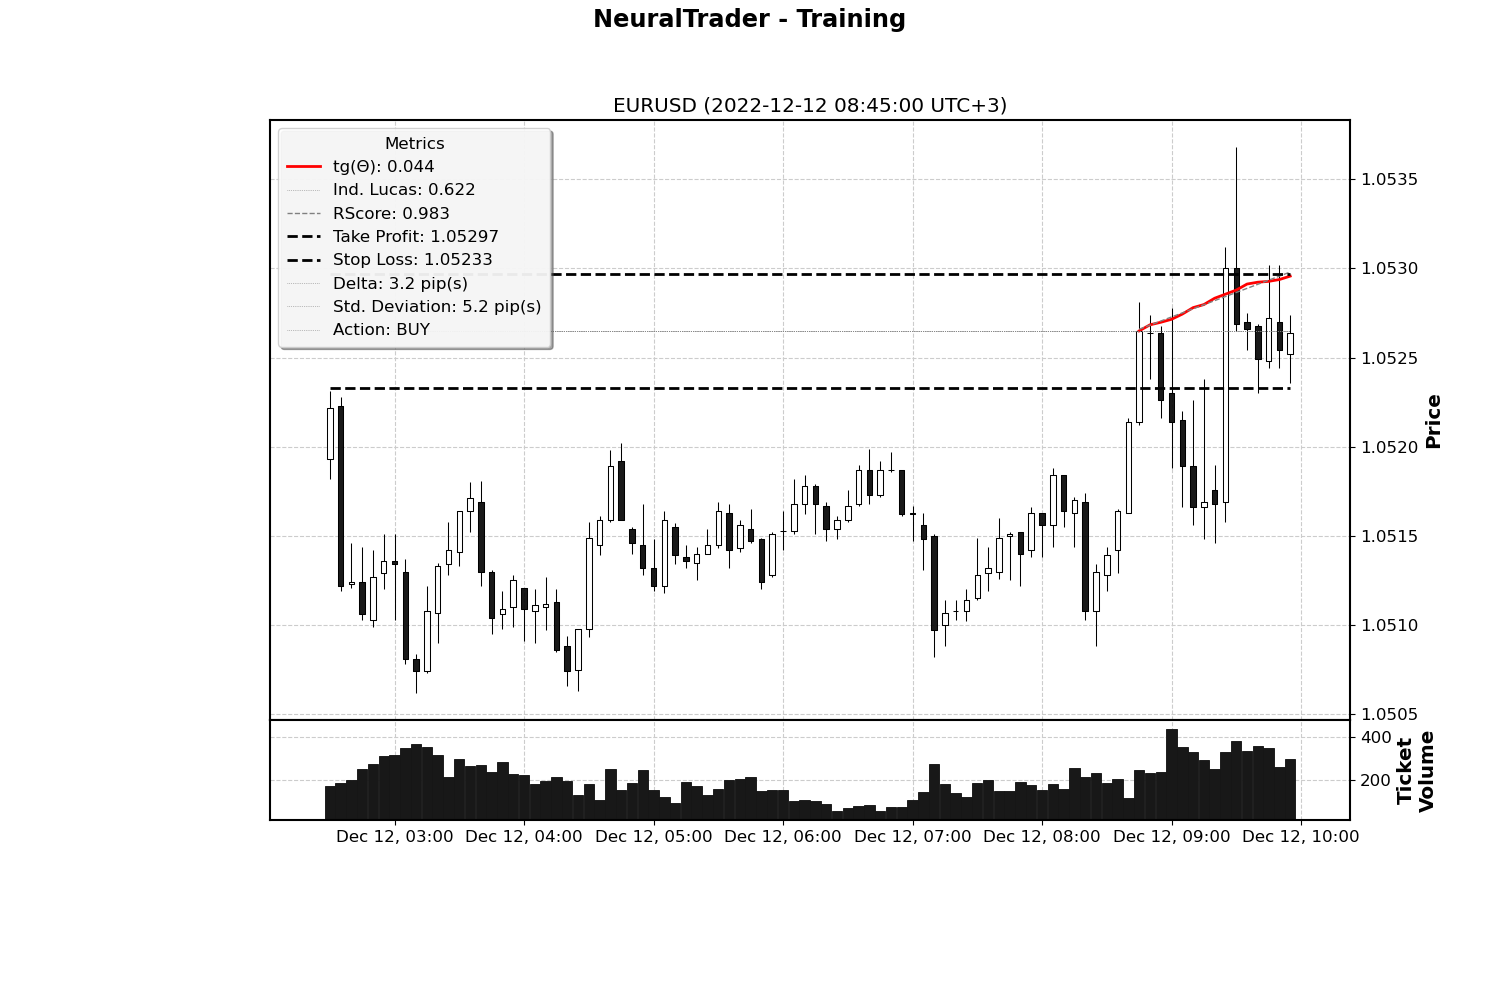 NeuralTrader - Training
EURUSD (2022-12-12 08:45:00 UTC+3)
Metrics
tg(Θ): 0.044
Ind. Lucas: 0.622
RScore: 0.983
Take Profit: 1.05297
Stop Loss: 1.05233
Delta: 3.2 pip(s)
Std. Deviation: 5.2 pip(s)
Action: BUY
1.0535
1.0530
1.0525
1.0520
1.0515
1.0510
1.0505
Price
400
200
Ticket
Volume
Dec 12, 03:00 Dec 12, 04:00 Dec 12, 05:00 Dec 12, 06:00 Dec 12, 07:00 Dec 12, 08:00 Dec 12, 09:00 Dec 12, 10:00